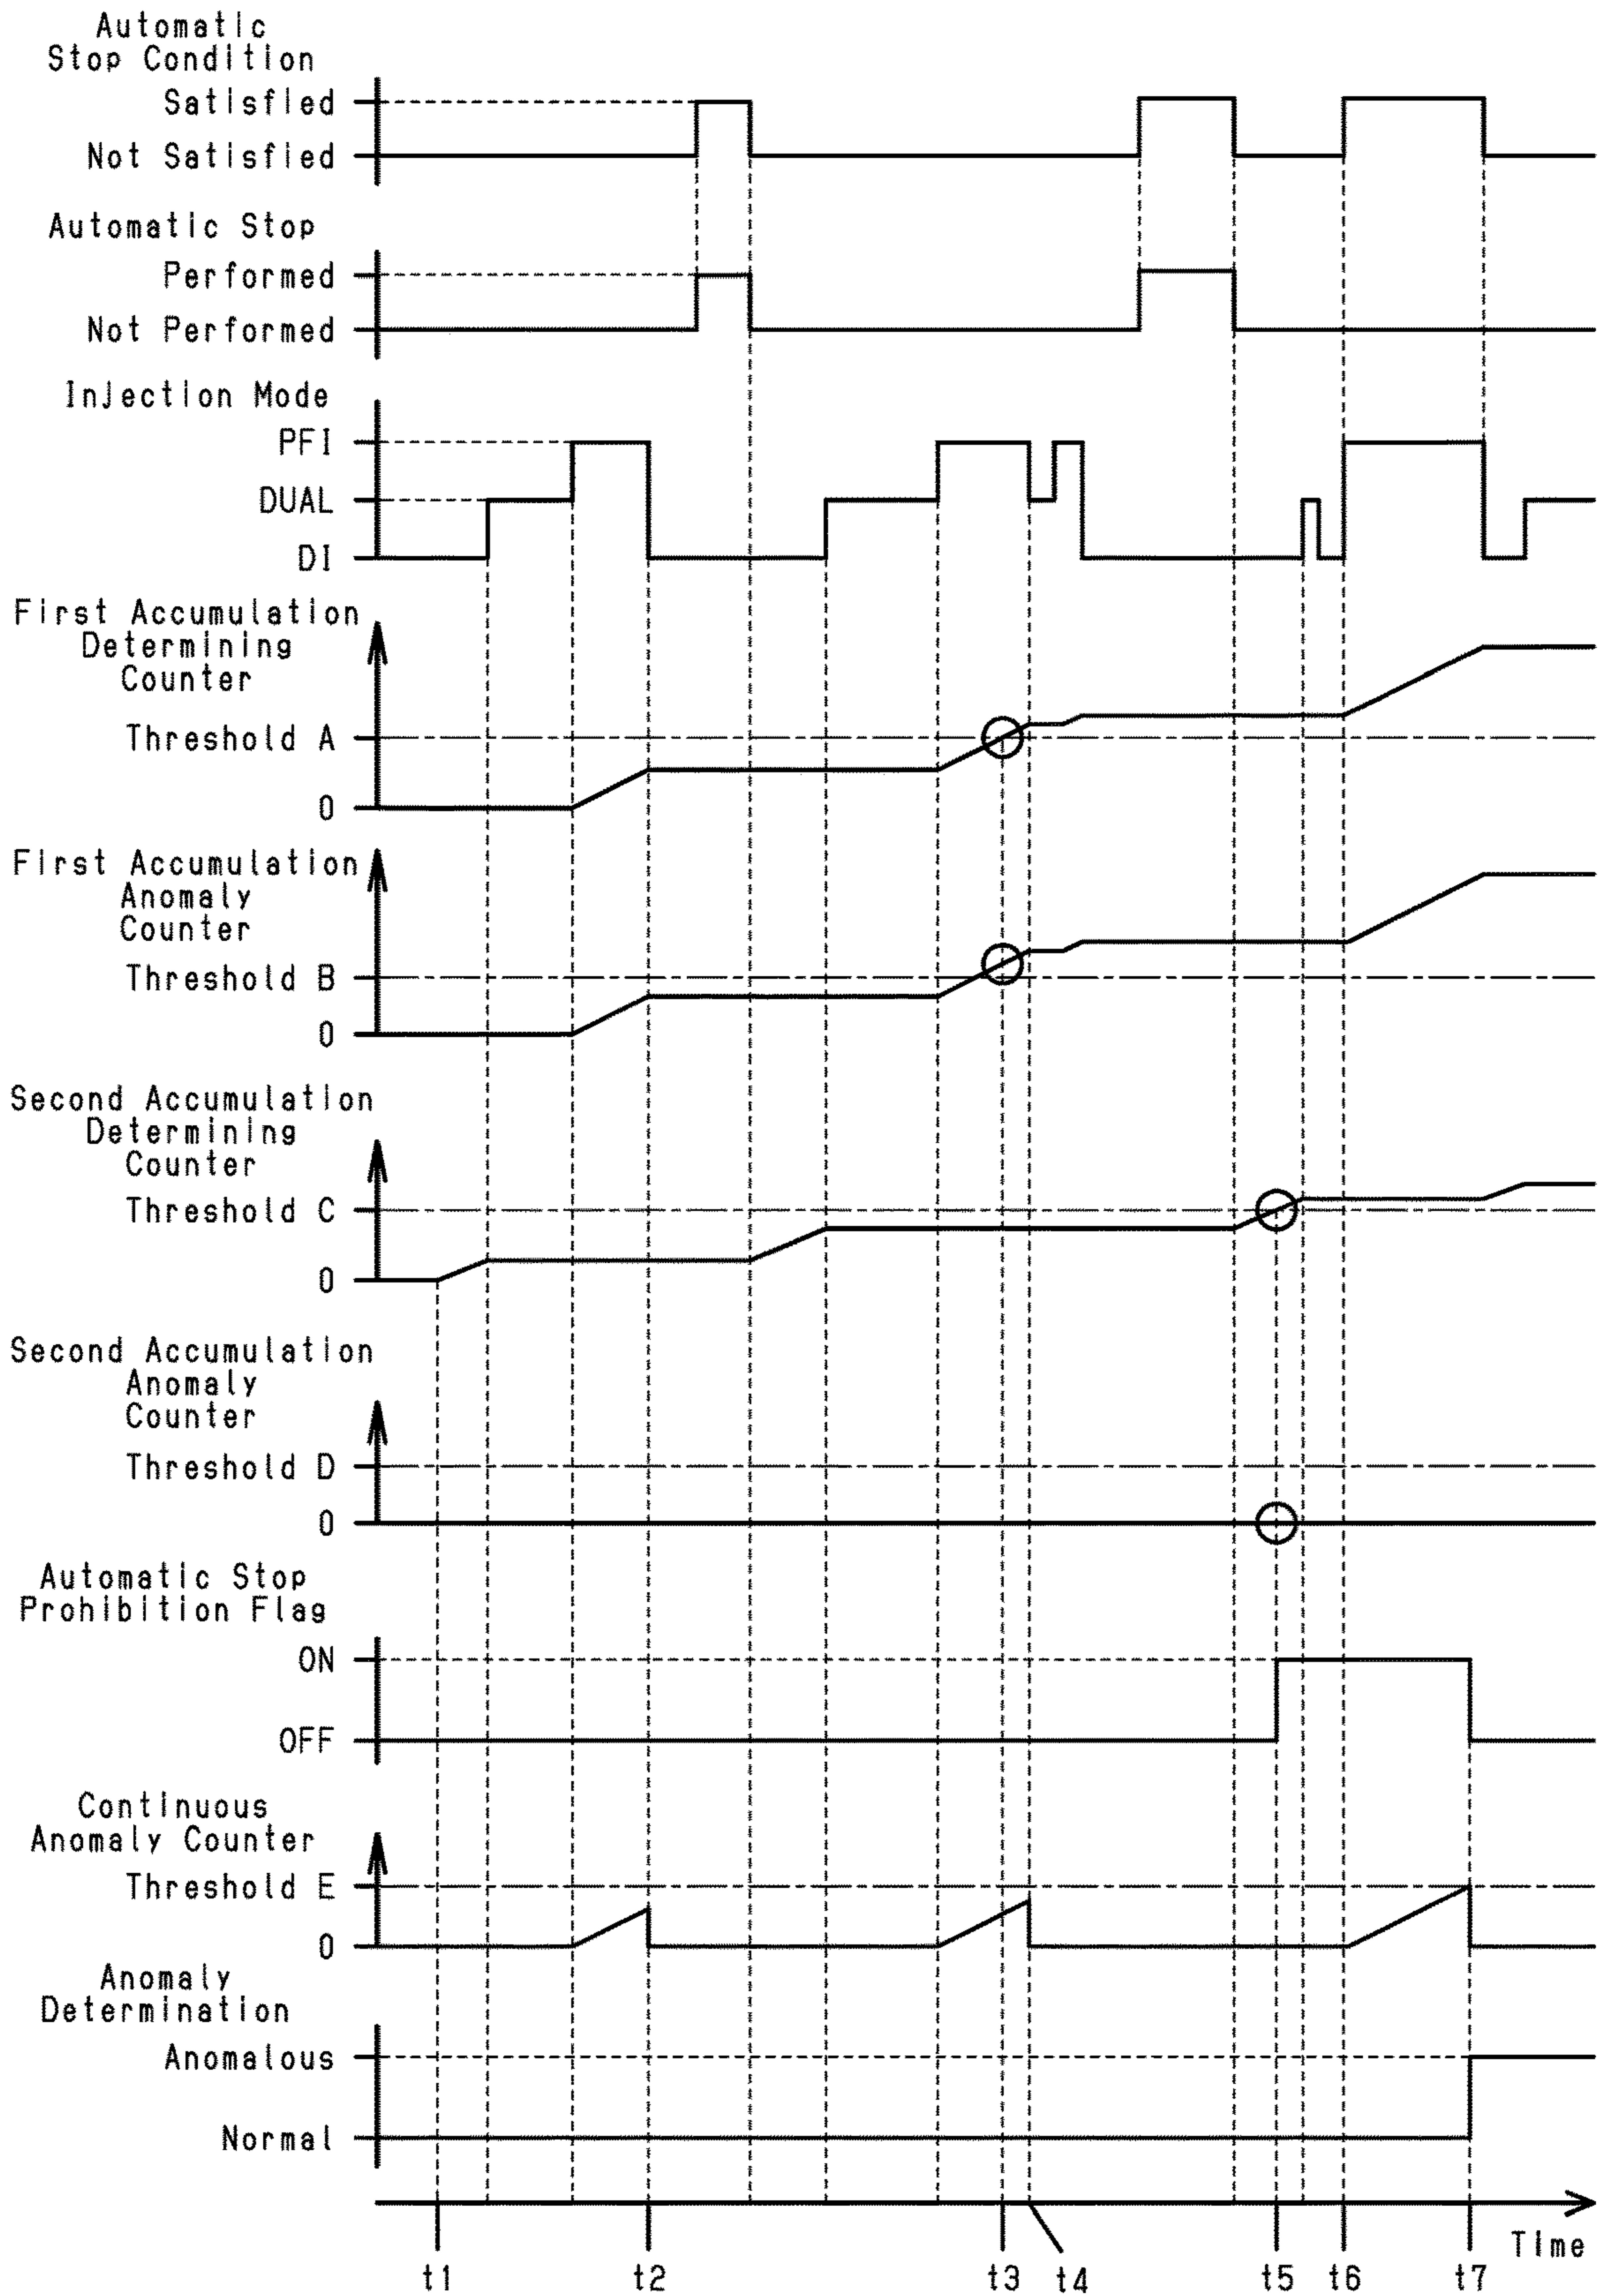 Automatic
Stop Condition
Satisfied
Not Satisfied
Automatic Stop
Performed
Not Performed
Injection Mode
PFI
DUAL
DI
First Accumulation
Determining
Counter
Threshold A
0
First Accumulation
Anomaly
Counter
Threshold B
0
Second Accumulation
Determining
Counter
Threshold C
0
Second Accumulation
Anomaly
Counter
Threshold D
0
Automatic Stop
Prohibition Flag
ON
OFF
Continuous
Anomaly Counter
Threshold E
0
Anomaly
Determination
Anomalous
Normal
Time
t1 t2 t3 t4 t5 t6 t7